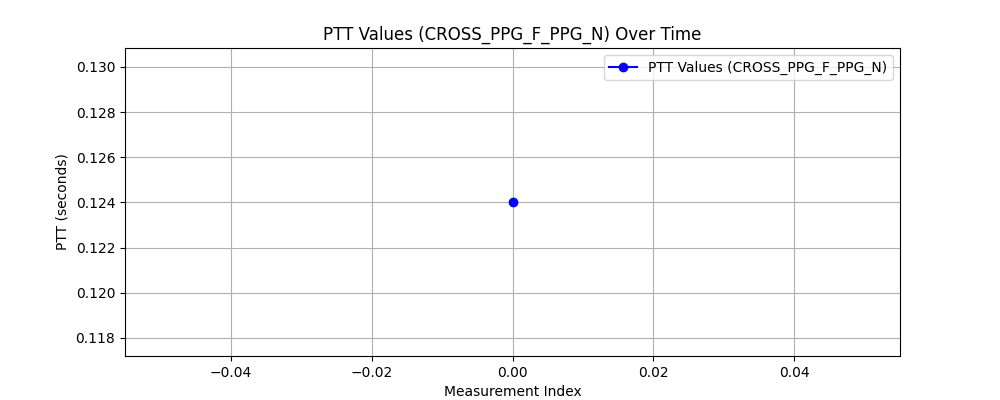 PTT Values (CROSS_PPG_F_PPG_N) Over Time
PTT Values (CROSS_PPG_F_PPG_N)
PTT (seconds)
0.130
0.128
0.126
0.124
0.122
0.120
0.118
−0.04 −0.02 0.00 0.02 0.04
Measurement Index